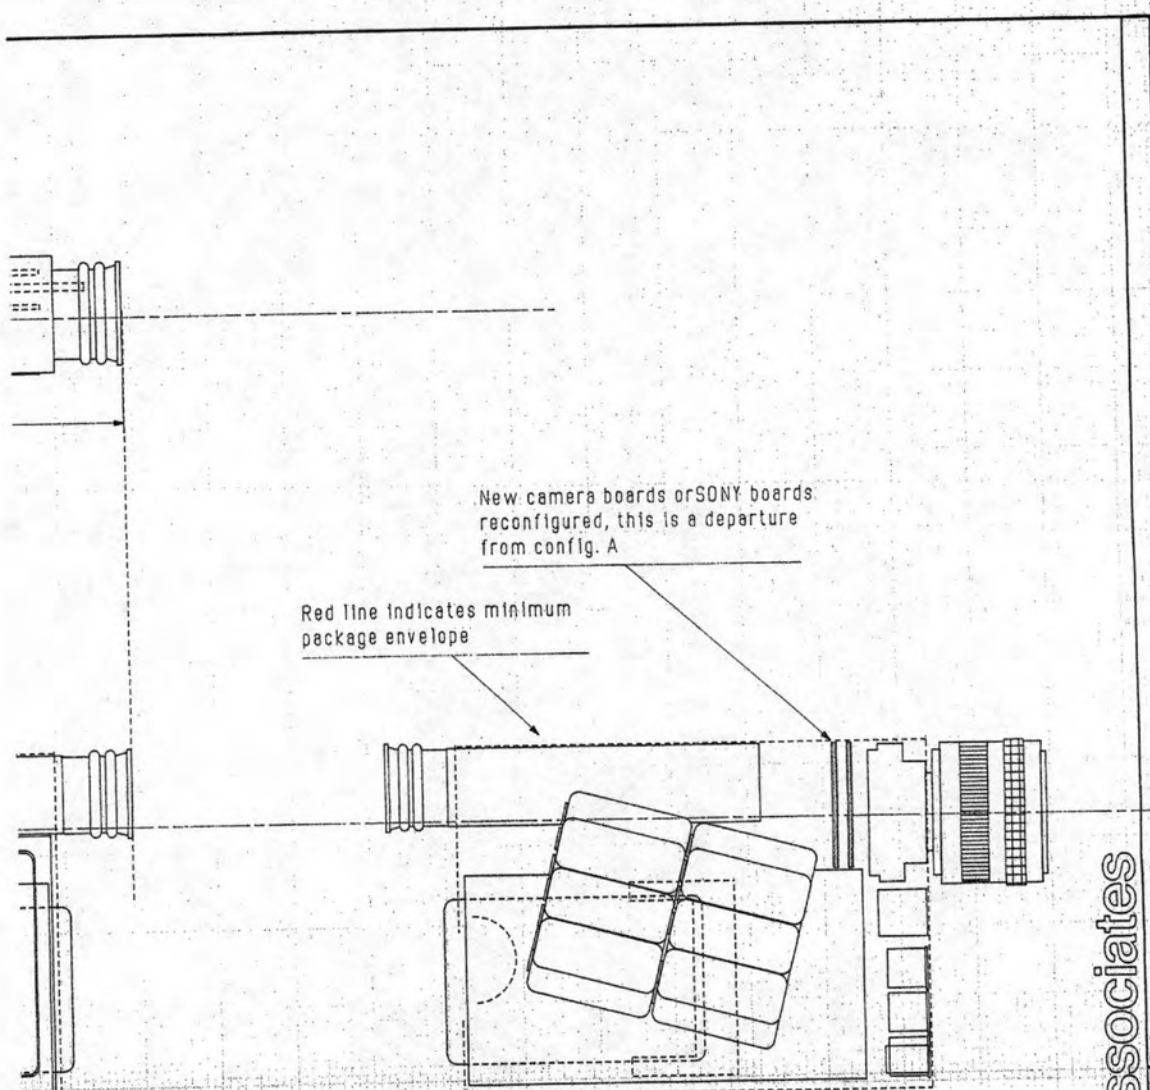 New camera boards orSONY boards
reconfigured, this is a departure
from config. A
Red line indicates minimum
package envelope
ssociates